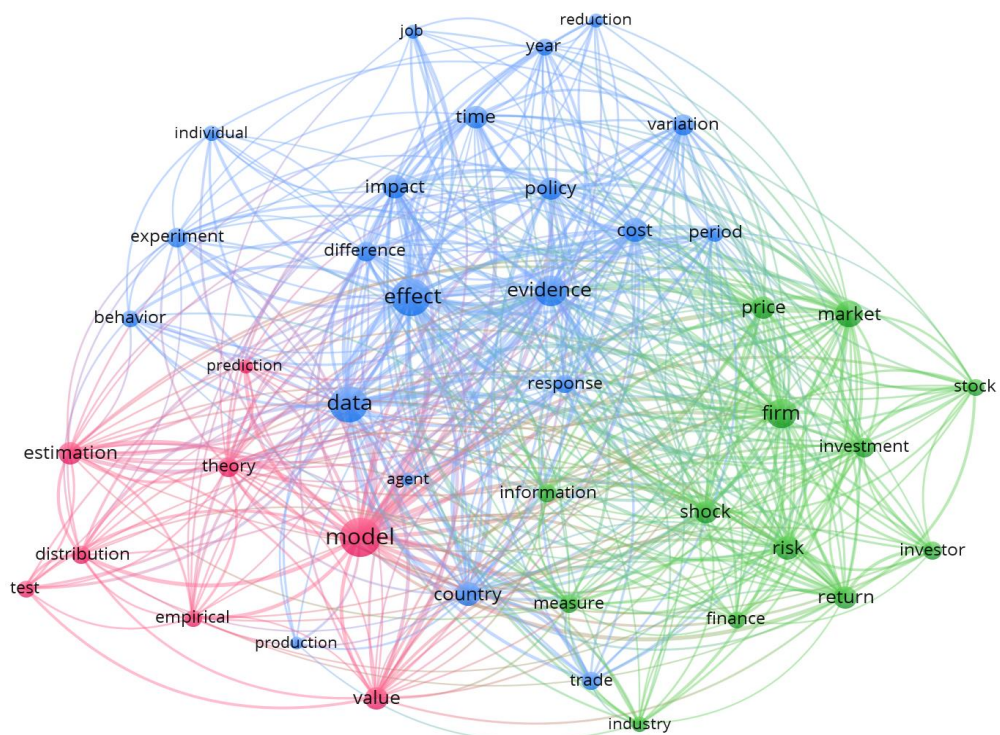 reduction
job
year
time
variation
individual
impact
policy
cost
period
experiment
difference
effect
evidence
price
market
behavior
prediction
response
stock
data
firm
investment
estimation
theory
agent
information
shock
model
risk
investor
distribution
test
country
measure
return
empirical
finance
production
trade
value
industry